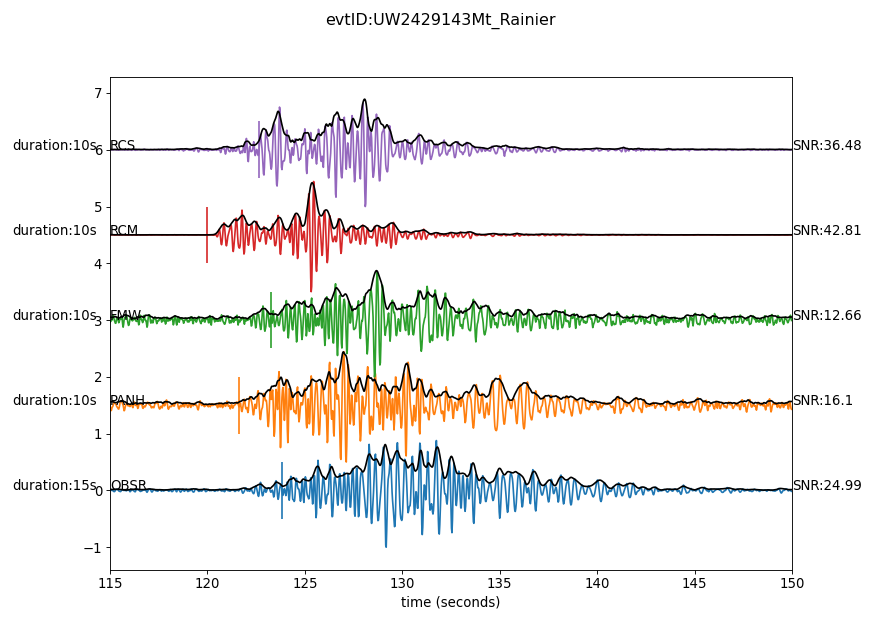 evtID:UW2429143Mt_Rainier
7
duration:10s RCS 6 SNR:36.48
5
duration:10s RCM SNR:42.81
4
duration:10s EMW 3 SNR:12.66
2
duration:10s PANH SNR:16.1
1
duration:15s OBSR 0 SNR:24.99
−1
115 120 125 130 135 140 145 150
time (seconds)